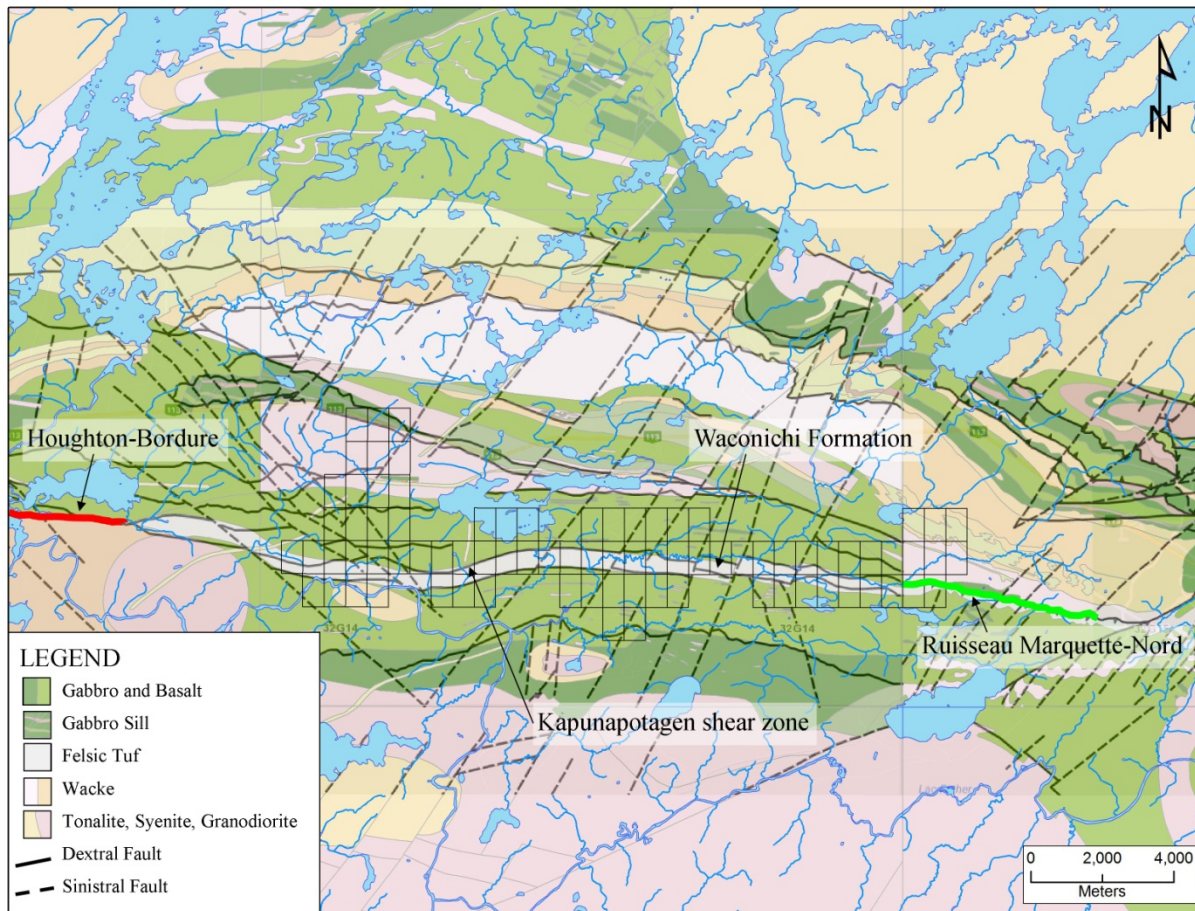 N
113
113
113
Houghton-Bordure
Waconichi Formation
32G14
32G14
Ruisseau Marquette-Nord
Kapunapotagen shear zone
LEGEND
Gabbro and Basalt
Gabbro Sill
Felsic Tuf
Wacke
Tonalite, Syenite, Granodiorite
Dextral Fault
Sinistral Fault
0 2,000 4,000
Meters